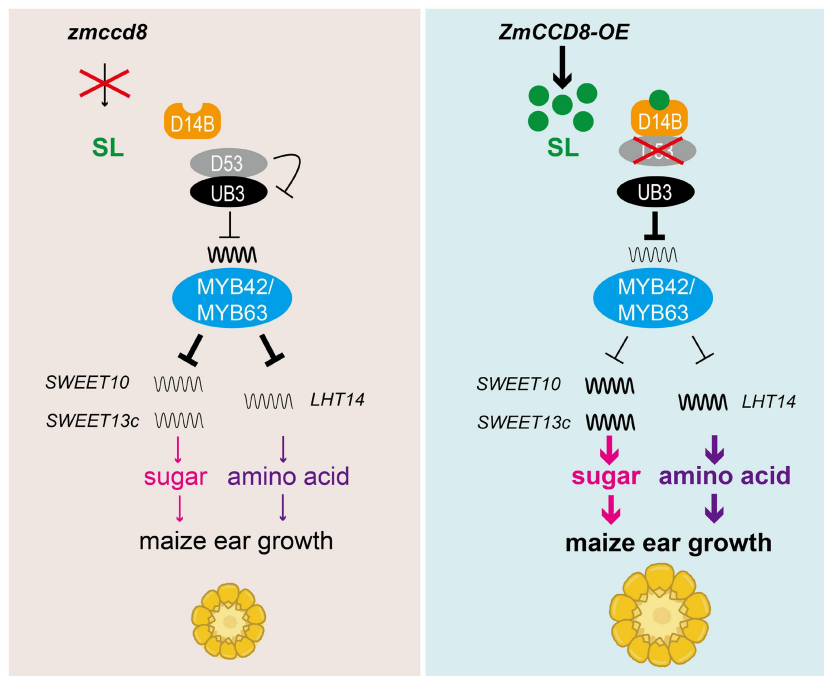 zmccd8
SL
D14B
D53
UB3
MYB42/
MYB63
SWEET10
SWEET13c
LHT14
sugar
amino acid
maize ear growth
ZmCCD8-OE
SL
D14B
D53
UB3
MYB42/
MYB63
SWEET10
SWEET13c
LHT14
sugar
amino acid
maize ear growth